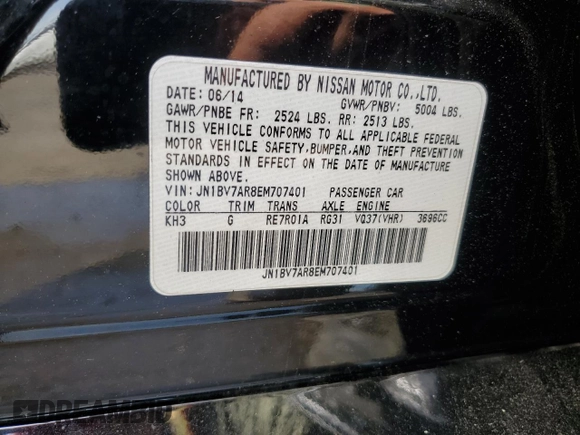 MANUFACTURED BY NISSAN MOTOR CO.,LTD.
DATE: 06/14 GVWR/PNBV: 5004 LBS.
GAWR/PNBE FR: 2524 LBS. RR: 2513 LBS.
THIS VEHICLE CONFORMS TO ALL APPLICABLE FEDERAL
MOTOR VEHICLE SAFETY,BUMPER,AND THEFT PREVENTION
STANDARDS IN EFFECT ON THE DATE OF MANUFACTURE
SHOWN ABOVE.
VIN: JN1BV7AR8EM707401 PASSENGER CAR
COLOR TRIM TRANS AXLE ENGINE
KH3 G RE7R01A RG31 VQ37(VHR) 3696CC
JN1BV7AR8EM707401
DREAMBID